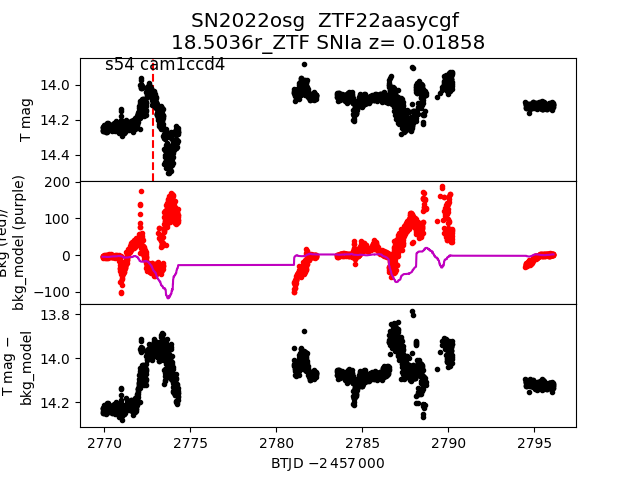 SN2022osg  ZTF22aasycgf
18.5036r_ZTF SNIa z= 0.01858
s54 cam1ccd4
T mag
14.0
14.2
14.4
Bkg (red)/
bkg_model (purple)
200
100
0
−100
T mag −
bkg_model
13.8
14.0
14.2
2770 2775 2780 2785 2790 2795
BTJD −2 457 000